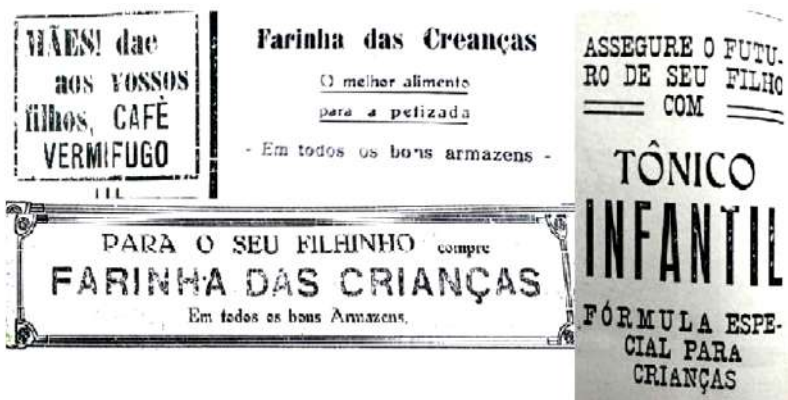 MÃES! dae
aos vossos
filhos, CAFÈ
VERMIFUGO
Farinha das Creanças
O melhor alimento
para a petizada
- Em todos os bons armazens -
PARA O SEU FILHINHO compre
FARINHA DAS CRIANÇAS
Em todos os bons Armazens.
ASSEGURE O FUTU-
RO DE SEU FILHO
COM
TÔNICO
INFANTIL
FÓRMULA ESPE-
CIAL PARA
CRIANÇAS